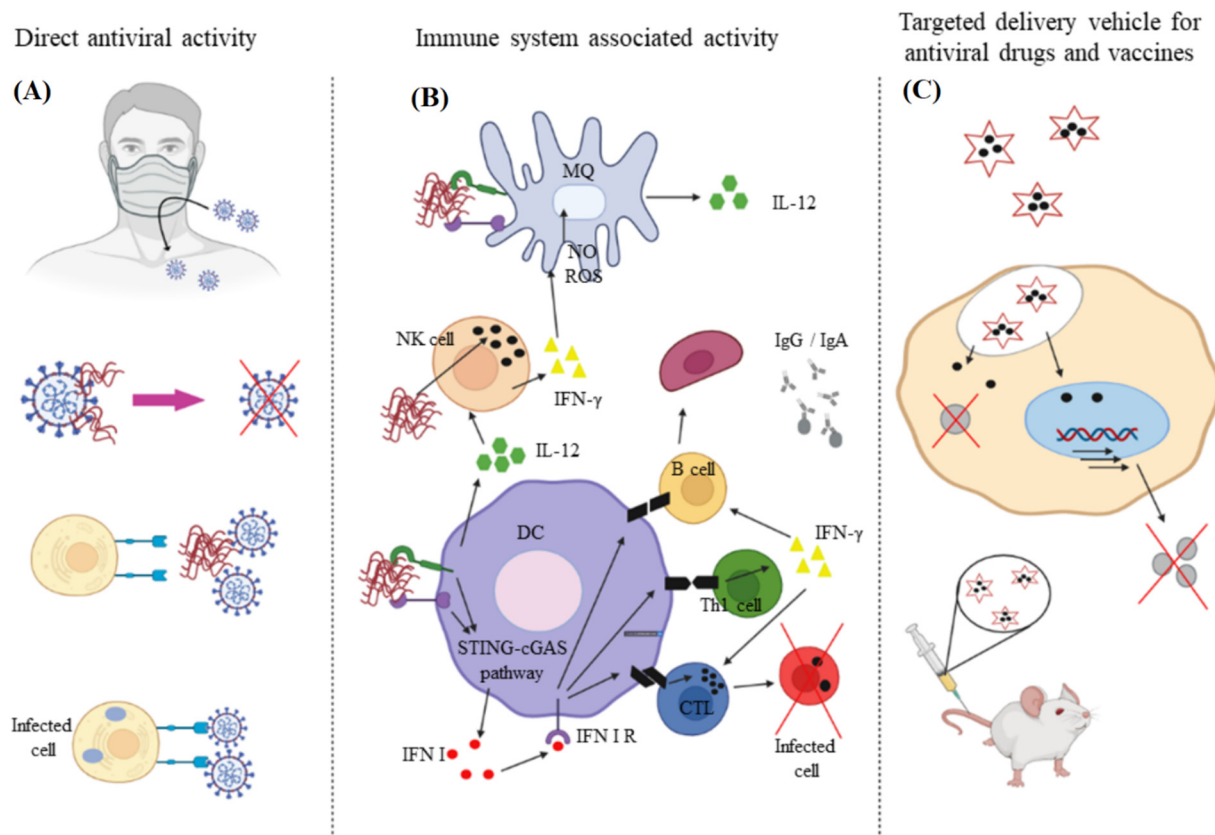 Direct antiviral activity
Immune system associated activity
Targeted delivery vehicle for
antiviral drugs and vaccines
(A)
Infected
cell
(B)
MQ
IL-12
NO
ROS
NK cell
IFN-γ
IgG / IgA
IL-12
B cell
DC
IFN-γ
Th1 cell
STING-cGAS
pathway
CTL
IFN I
IFN I R
Infected
cell
(C)